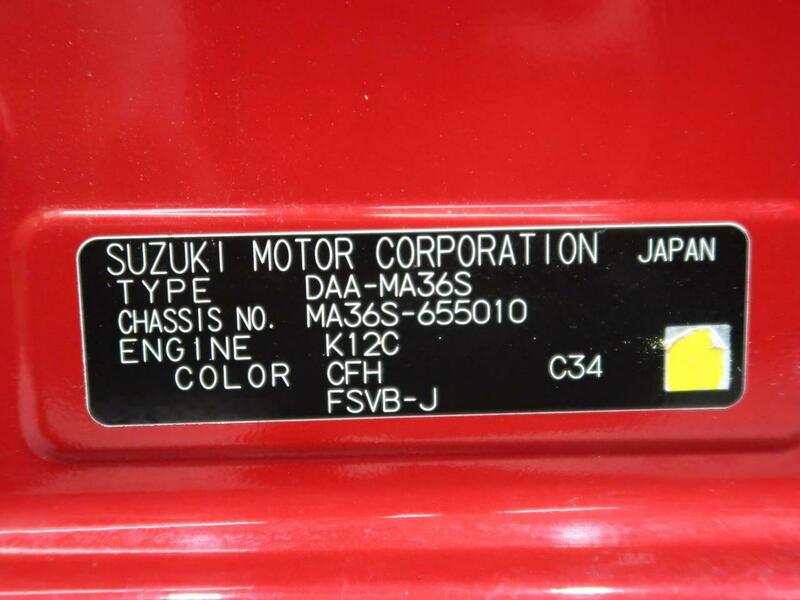 SUZUKI MOTOR CORPORATION JAPAN
TYPE DAA-MA36S
CHASSIS NO. MA36S-655010
ENGINE K12C
COLOR CFH C34
FSVB-J